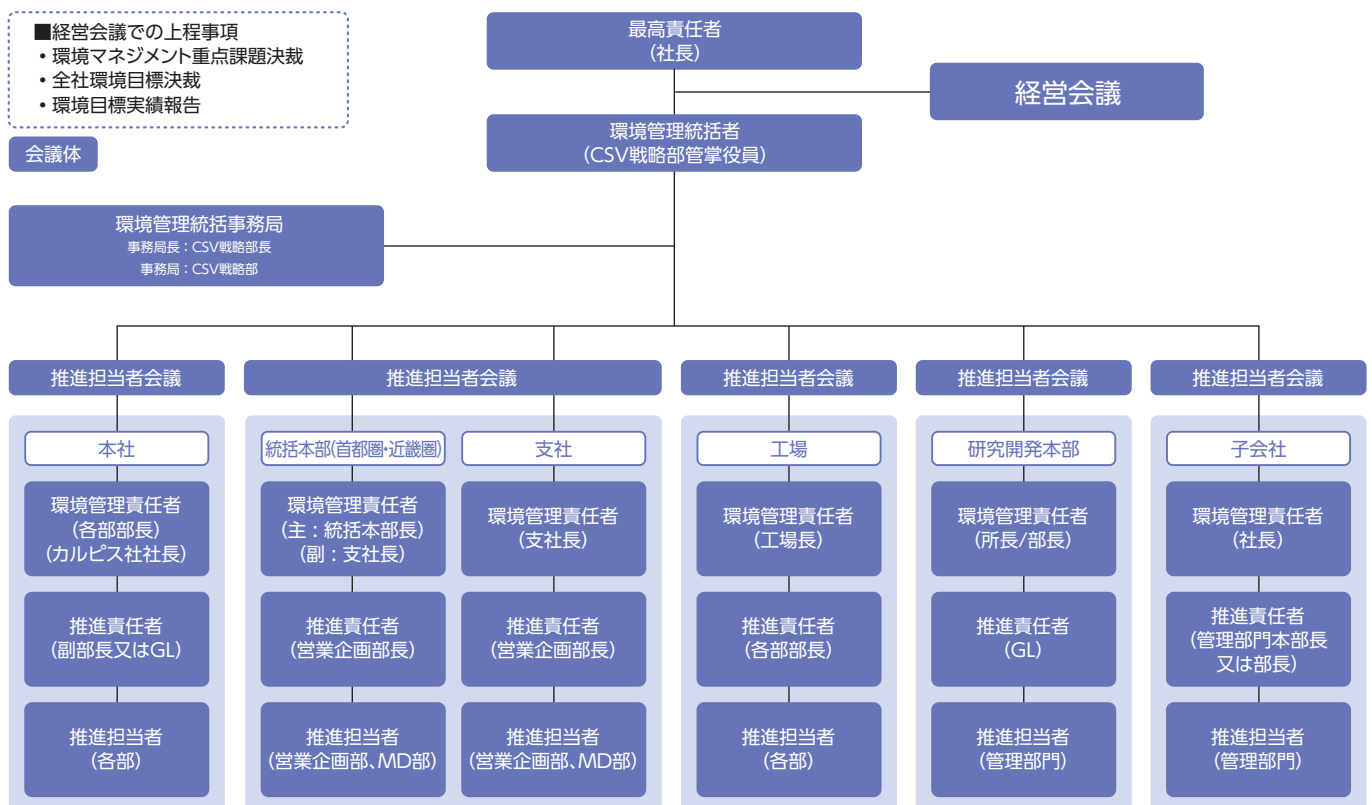 ■経営会議での上程事項
・環境マネジメント重点課題決裁
・全社環境目標決裁
・環境目標実績報告
会議体
最高責任者
(社長)
経営会議
環境管理統括者
(CSV戦略部管掌役員)
環境管理統括事務局
事務局長：CSV戦略部長
事務局：CSV戦略部
推進担当者会議
推進担当者会議
推進担当者会議
推進担当者会議
推進担当者会議
本社
環境管理責任者
(各部部長)
(カルピス社社長)
推進責任者
(副部長又はGL)
推進担当者
(各部)
統括本部(首都圏・近畿圏)
環境管理責任者
(主：統括本部長)
(副：支社長)
推進責任者
(営業企画部長)
推進担当者
(営業企画部、MD部)
支社
環境管理責任者
(支社長)
推進責任者
(営業企画部長)
推進担当者
(営業企画部、MD部)
工場
環境管理責任者
(工場長)
推進責任者
(各部部長)
推進担当者
(各部)
研究開発本部
環境管理責任者
(所長/部長)
推進責任者
(GL)
推進担当者
(管理部門)
子会社
環境管理責任者
(社長)
推進責任者
(管理部門本部長
又は部長)
推進担当者
(管理部門)